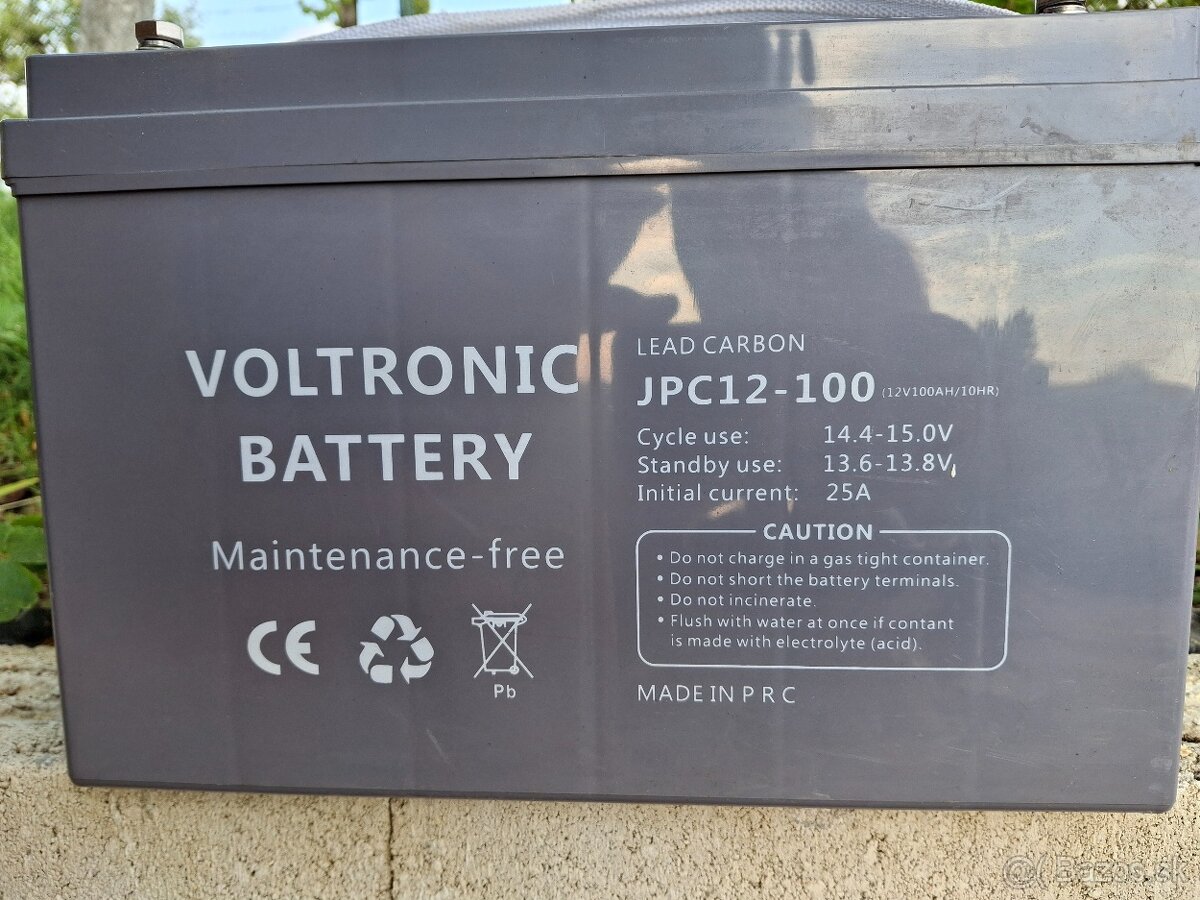 VOLTRONIC
BATTERY
Maintenance-free
CE
Pb
LEAD CARBON
JPC12-100 (12V100AH/10HR)
Cycle use: 14.4-15.0V
Standby use: 13.6-13.8V
Initial current: 25A
CAUTION
• Do not charge in a gas tight container.
• Do not short the battery terminals.
• Do not incinerate.
• Flush with water at once if contant
is made with electrolyte (acid).
MADE IN P R C
Bazos.sk